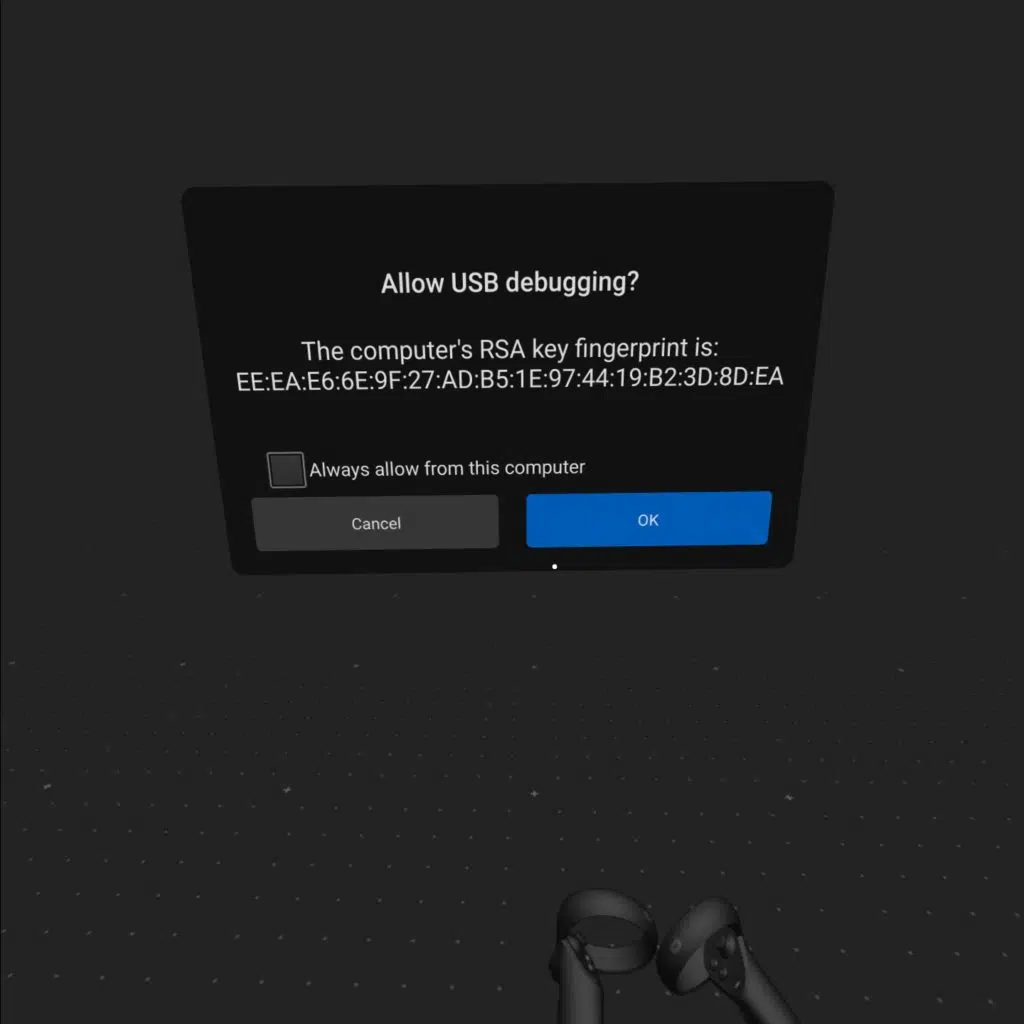 Allow USB debugging?
The computer's RSA key fingerprint is:
EE:EA:E6:6E:9F:27:AD:B5:1E:97:44:19:B2:3D:8D:EA
Always allow from this computer
Cancel
OK